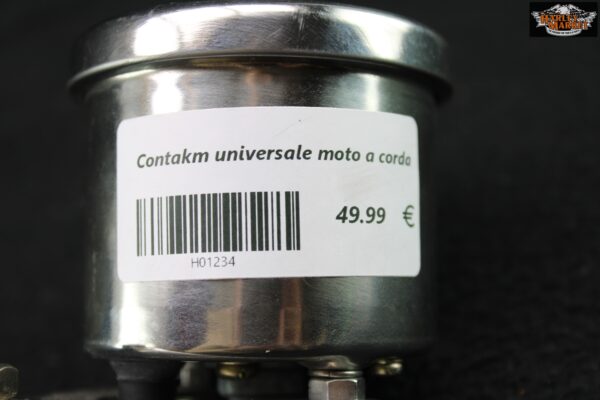 Contakm universale moto a corda
49.99 €
H01234